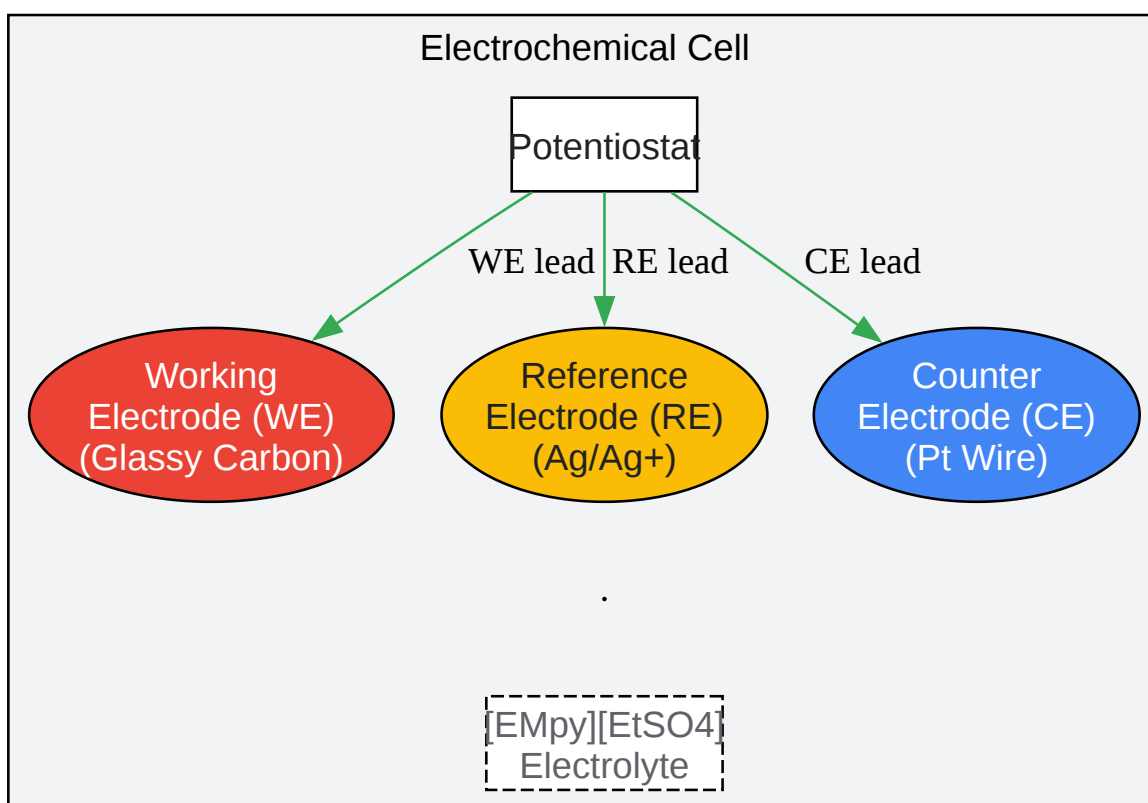 Electrochemical Cell
Potentiostat
WE lead
RE lead
CE lead
Working
Electrode (WE)
(Glassy Carbon)
Reference
Electrode (RE)
(Ag/Ag+)
Counter
Electrode (CE)
(Pt Wire)
.
[EMpy][EtSO4]
Electrolyte